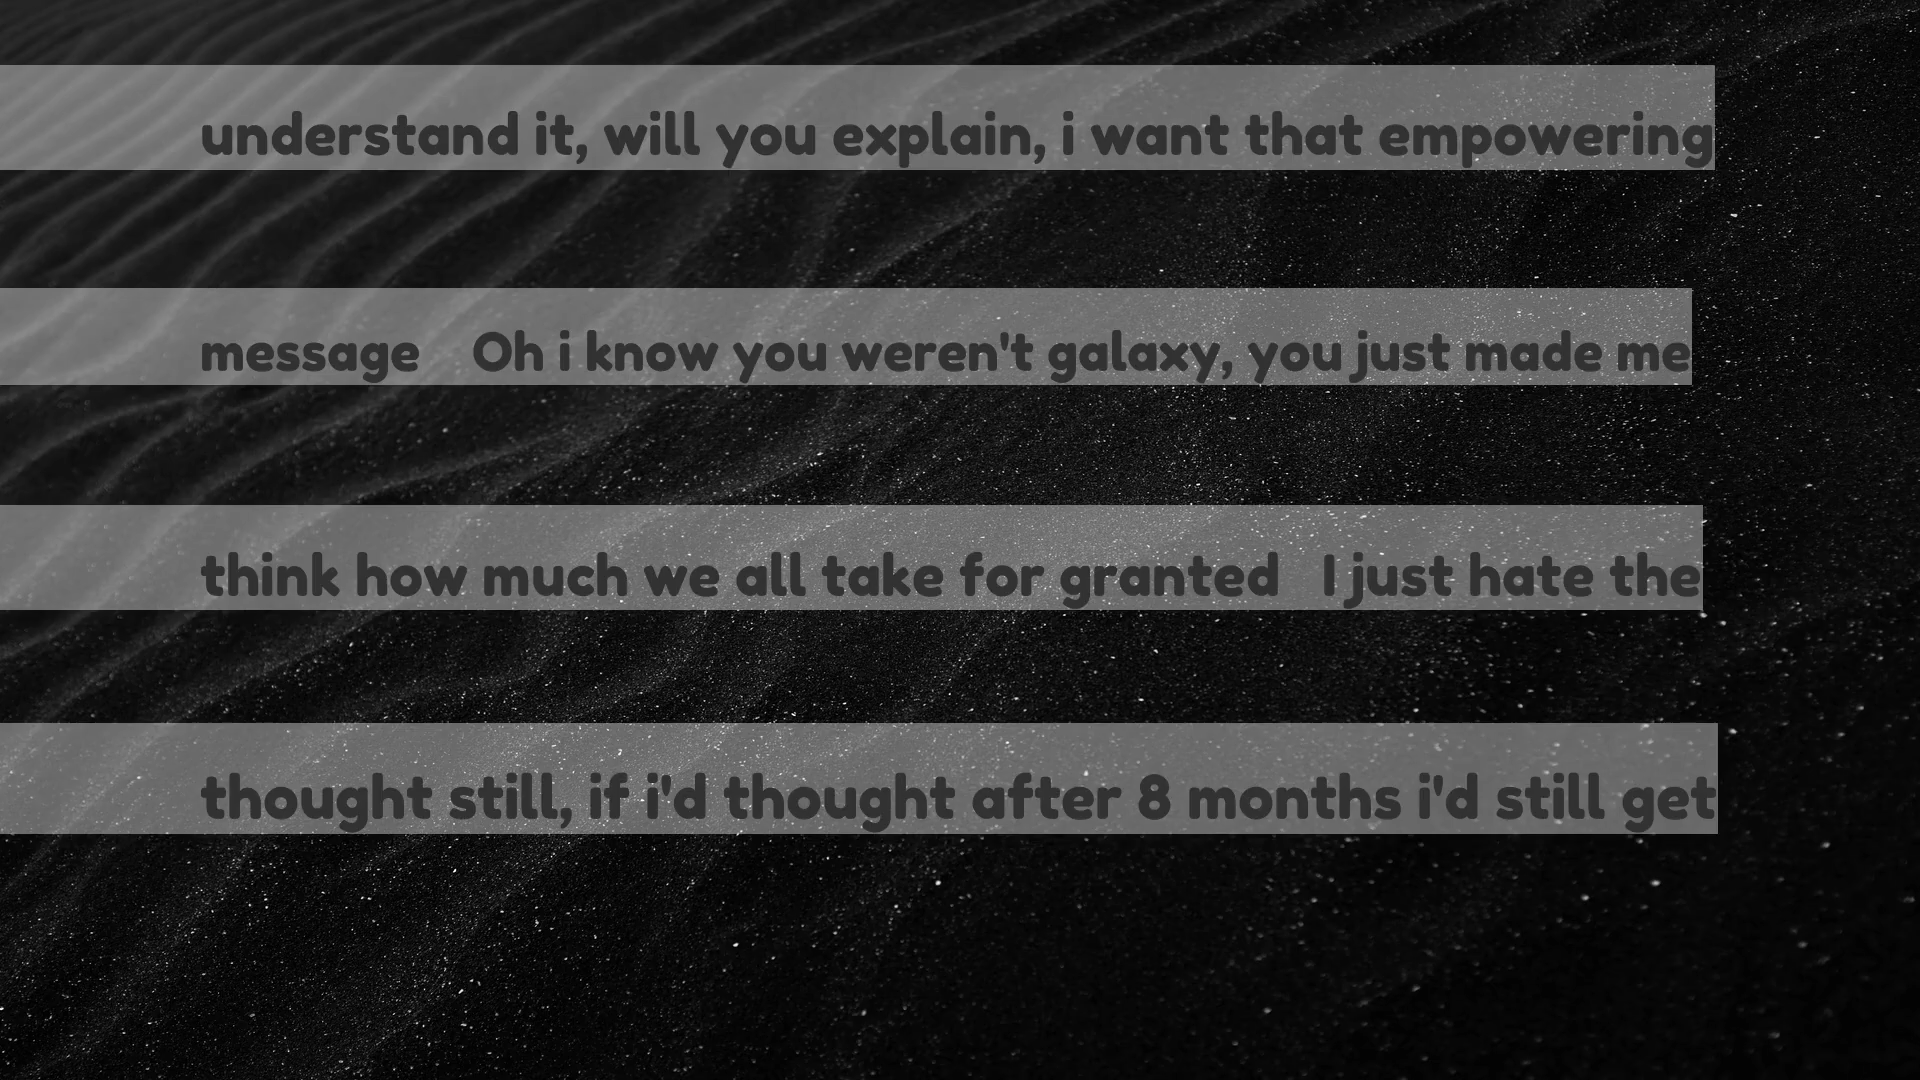 understand it, will you explain, i want that empowering
message    Oh i know you weren't galaxy, you just made me
think how much we all take for granted   I just hate the
thought still, if i'd thought after 8 months i'd still get